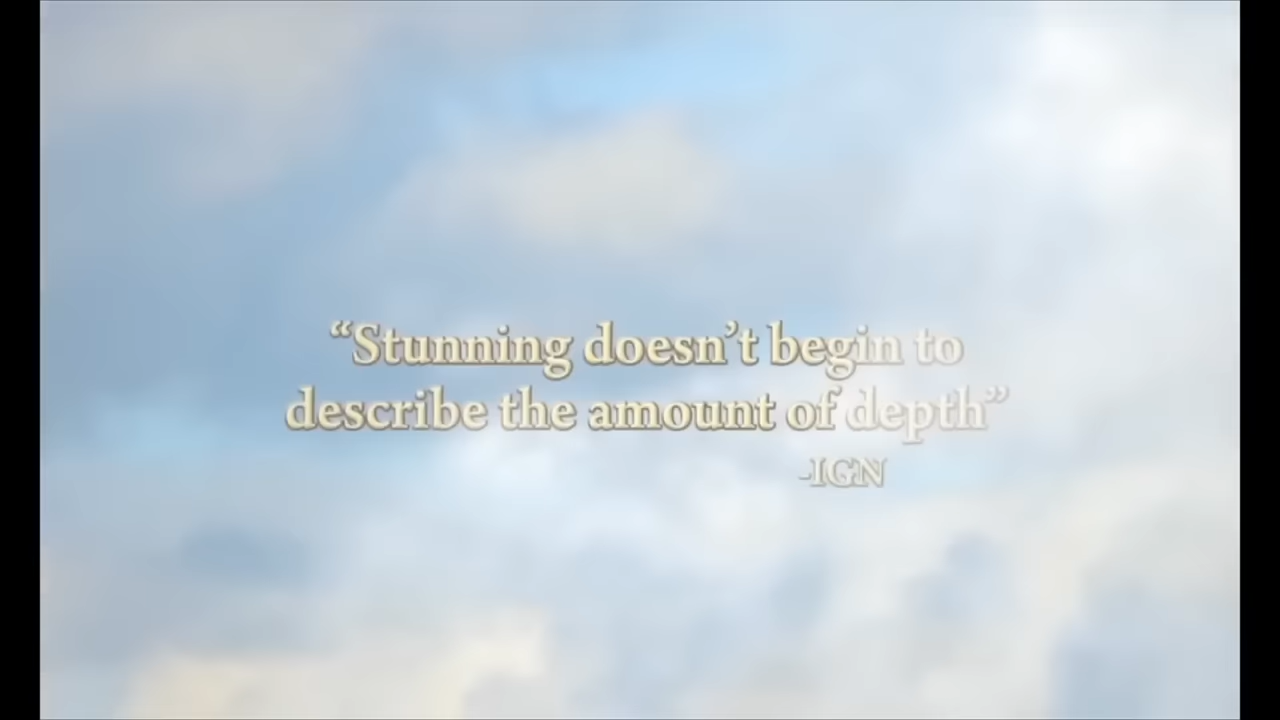 “Stunning doesn’t begin to
describe the amount of depth”
-IGN